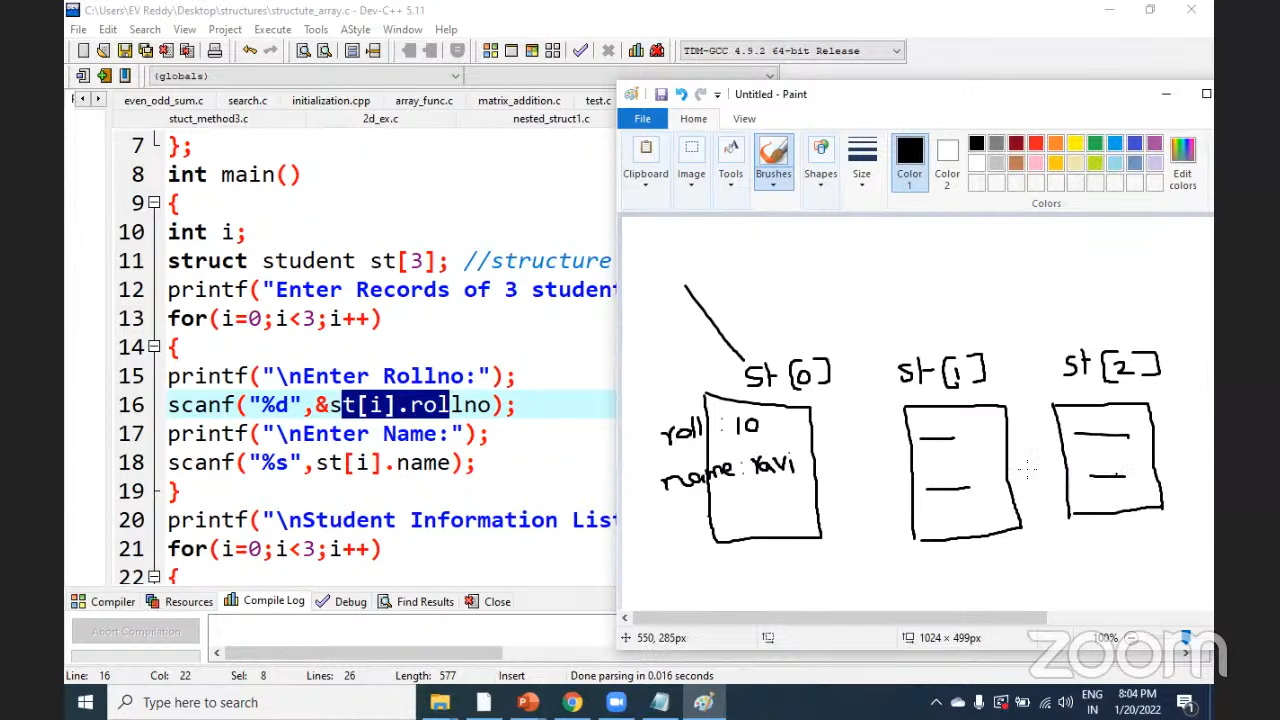 C:\Users\EV Reddy\Desktop\structures\structute_array.c - Dev-C++ 5.11
File Edit Search View Project Execute Tools AStyle Window Help
TDM-GCC 4.9.2 64-bit Release
(globals)
even_odd_sum.c search.c initialization.cpp array_func.c matrix_addition.c test.c
stuct_method3.c 2d_ex.c nested_struct1.c
7 };
8 int main()
9 {
10 int i;
11 struct student st[3]; //structure
12 printf("Enter Records of 3 student
13 for(i=0;i<3;i++)
14 {
15 printf("\nEnter Rollno:");
16 scanf("%d",&st[i].rollno);
17 printf("\nEnter Name:");
18 scanf("%s",st[i].name);
19 }
20 printf("\nStudent Information Lis
21 for(i=0;i<3;i++)
22 {
Compiler Resources Compile Log Debug Find Results Close
Abort Compilation
Line: 16 Col: 22 Sel: 8 Lines: 26 Length: 577 Insert Done parsing in 0.016 seconds
Untitled - Paint
File Home View
Clipboard Image Tools Brushes Shapes Size Color 1 Color 2 Edit colors
Colors
st[0] st[1] st[2]
roll : 10
name: ravi
550, 285px 1024 × 499px 100%
zoom
Type here to search
ENG IN
8:04 PM
1/20/2022
1